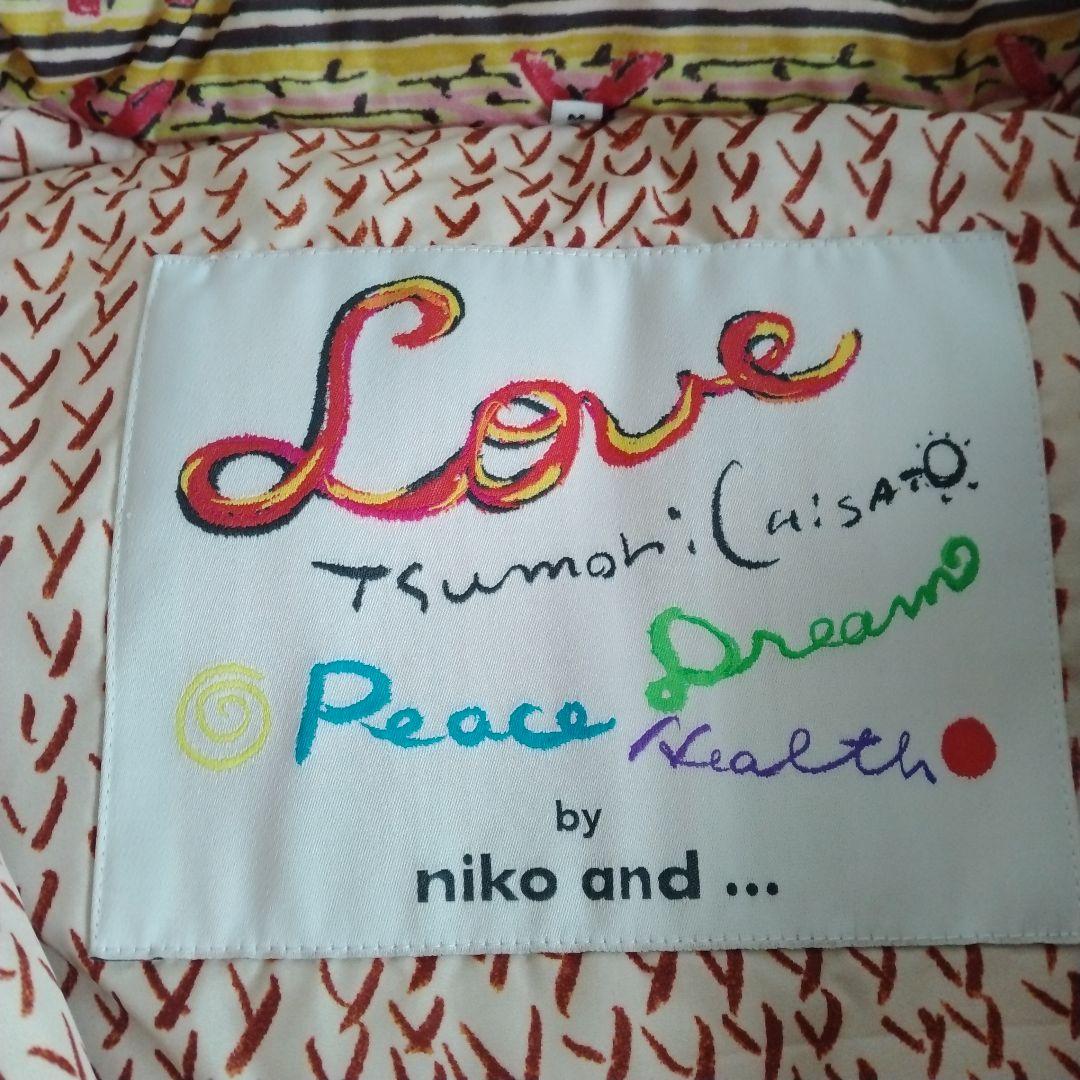 M
Love
TSumori CHiSATO
Dream
Peace
Health
by
niko and ...